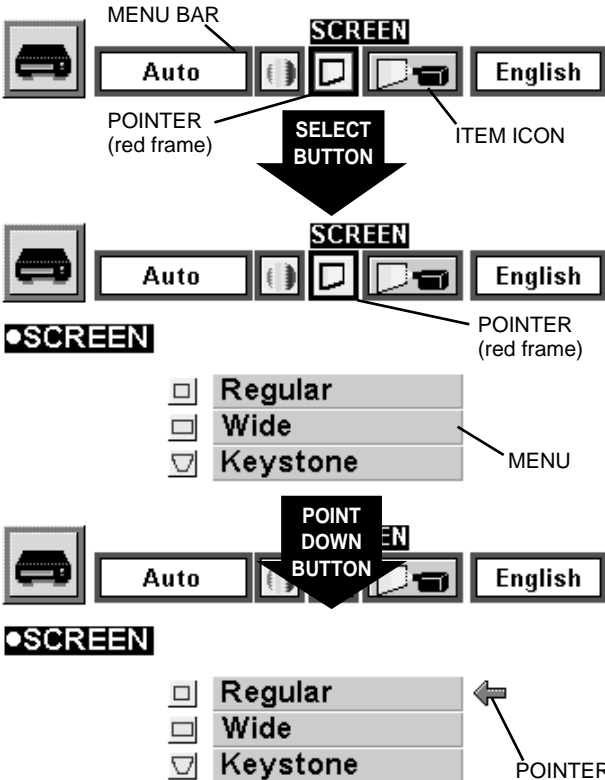 MENU BAR
SCREEN
Auto
English
POINTER
(red frame)
SELECT
BUTTON
ITEM ICON
SCREEN
Auto
English
POINTER
(red frame)
●SCREEN
Regular
Wide
Keystone
MENU
POINT
DOWN
BUTTON
EN
Auto
English
●SCREEN
Regular
Wide
Keystone
POINTER